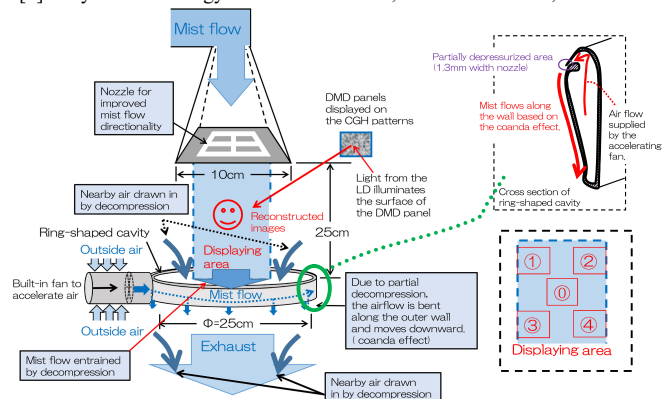 Mist flow
Nozzle for
improved
mist flow
directionality
10cm
DMD panels
displayed on
the CGH patterns
Light from the
LD illuminates
the surface of
the DMD panel
Nearby air drawn in
by decompression
Reconstructed
images
25cm
Ring-shaped cavity
Outside air
Displaying
area
Built-in fan to
accelerate air
Mist flow
Outside air
Φ=25cm
Due to partial
decompression,
the airflow is bent
along the outer wall
and moves downward.
( coanda effect)
Mist flow entrained
by decompression
Exhaust
Nearby air drawn
in by decompression
Partially depressurized area
(1.3mm width nozzle)
Mist flows along
the wall based on
the coanda effect.
Air flow
supplied
by the
accelerating
fan.
Cross section of
ring-shaped cavity
① ②
⓪
③ ④
Displaying area